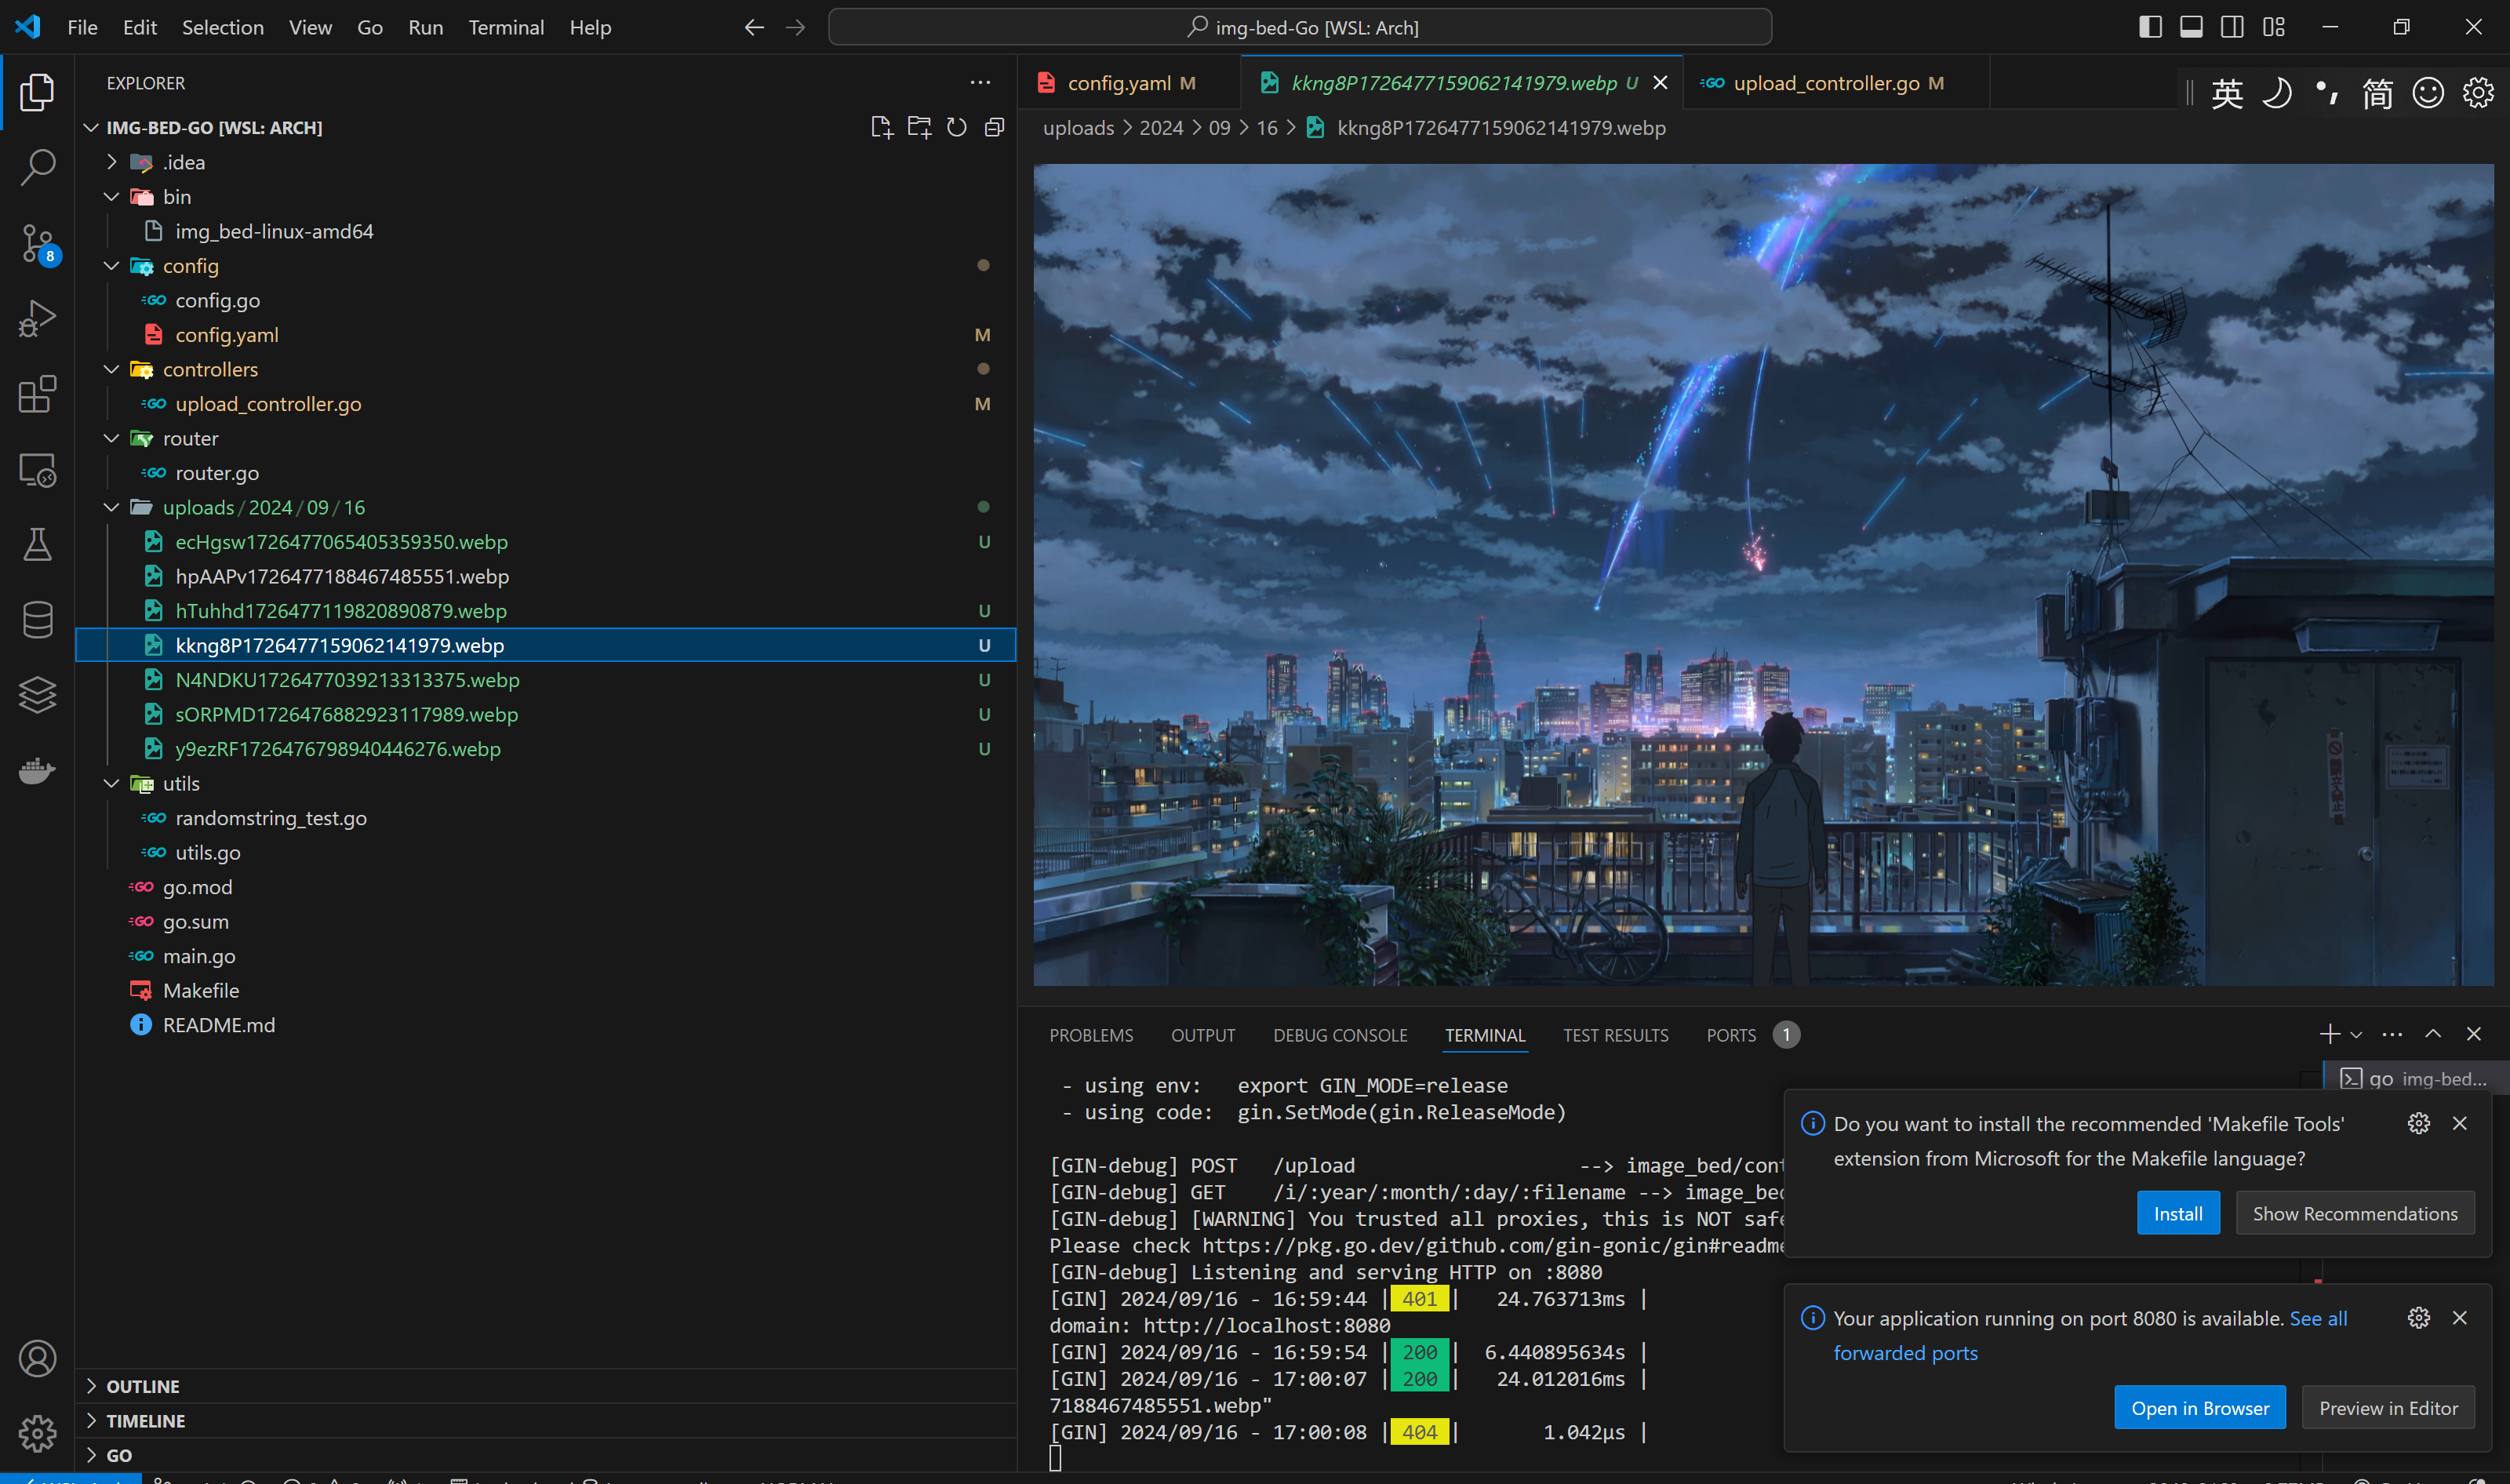 File Edit Selection View Go Run Terminal Help
img-bed-Go [WSL: Arch]
EXPLORER
IMG-BED-GO [WSL: ARCH]
.idea
bin
img_bed-linux-amd64
config
config.go
config.yaml M
controllers
upload_controller.go M
router
router.go
uploads/2024/09/16
ecHgsw1726477065405359350.webp U
hpAAPv1726477188467485551.webp
hTuhhd1726477119820890879.webp U
kkng8P1726477159062141979.webp U
N4NDKU1726477039213313375.webp U
sORPMD1726476882923117989.webp U
y9ezRF1726476798940446276.webp U
utils
randomstring_test.go
utils.go
go.mod
go.sum
main.go
Makefile
README.md
OUTLINE
TIMELINE
GO
8
config.yaml M kkng8P1726477159062141979.webp U upload_controller.go M
英 简
uploads > 2024 > 09 > 16 > kkng8P1726477159062141979.webp
PROBLEMS OUTPUT DEBUG CONSOLE TERMINAL TEST RESULTS PORTS 1
go img-bed...
- using env: export GIN_MODE=release
- using code: gin.SetMode(gin.ReleaseMode)
[GIN-debug] POST /upload --> image_bed/cont
[GIN-debug] GET /i/:year/:month/:day/:filename --> image_bed
[GIN-debug] [WARNING] You trusted all proxies, this is NOT safe
Please check https://pkg.go.dev/github.com/gin-gonic/gin#readme
[GIN-debug] Listening and serving HTTP on :8080
[GIN] 2024/09/16 - 16:59:44 | 401 | 24.763713ms |
domain: http://localhost:8080
[GIN] 2024/09/16 - 16:59:54 | 200 | 6.440895634s |
[GIN] 2024/09/16 - 17:00:07 | 200 | 24.012016ms |
7188467485551.webp"
[GIN] 2024/09/16 - 17:00:08 | 404 | 1.042µs |
Do you want to install the recommended 'Makefile Tools'
extension from Microsoft for the Makefile language?
Install Show Recommendations
Your application running on port 8080 is available. See all
forwarded ports
Open in Browser Preview in Editor